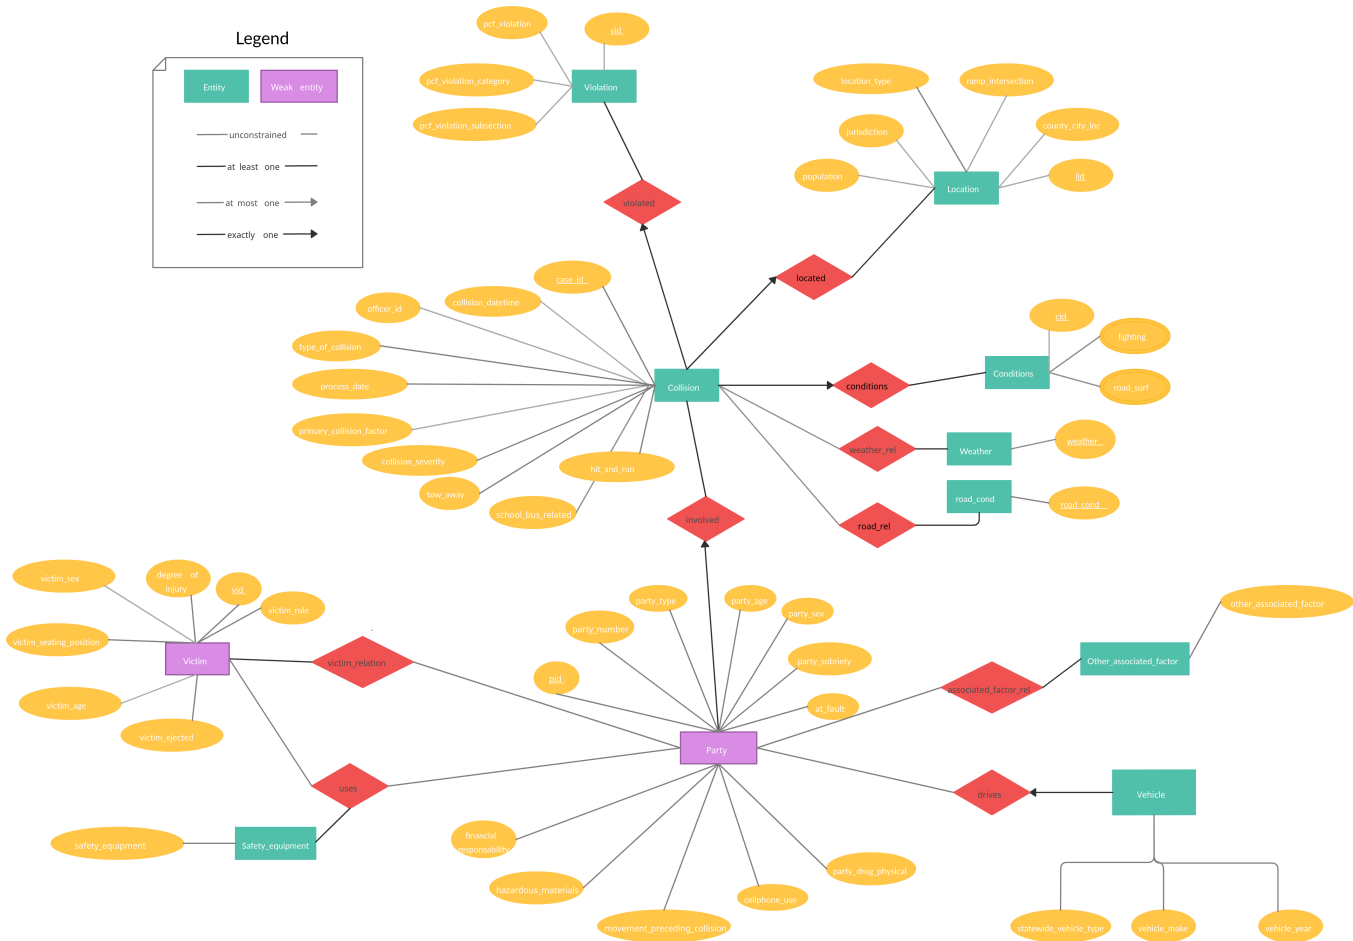 Legend
Entity
Weak entity
unconstrained
at least one
at most one
exactly one
pcf_violation
vid
pcf_violation_category
pcf_violation_subsection
Violation
violated
location_type
ramp_intersection
jurisdiction
county_city_loc
population
lid
Location
located
case_id
collision_datetime
officer_id
type_of_collision
process_date
primary_collision_factor
collision_severity
tow_away
hit_and_run
school_bus_related
Collision
cid
lighting
road_surf
Conditions
conditions
weather_rel
Weather
weather
road_cond
road_cond
road_rel
involved
victim_sex
degree of
injury
vid
victim_role
victim_seating_position
Victim
victim_age
victim_ejected
victim_relation
uses
safety_equipment
Safety_equipment
party_type
party_age
party_sex
party_number
party_sobriety
pid
at_fault
Party
financial
responsability
hazardous_materials
movement_preceding_collision
cellphone_use
party_drug_physical
other_associated_factor
Other_associated_factor
associated_factor_rel
drives
Vehicle
statewide_vehicle_type
vehicle_make
vehicle_year